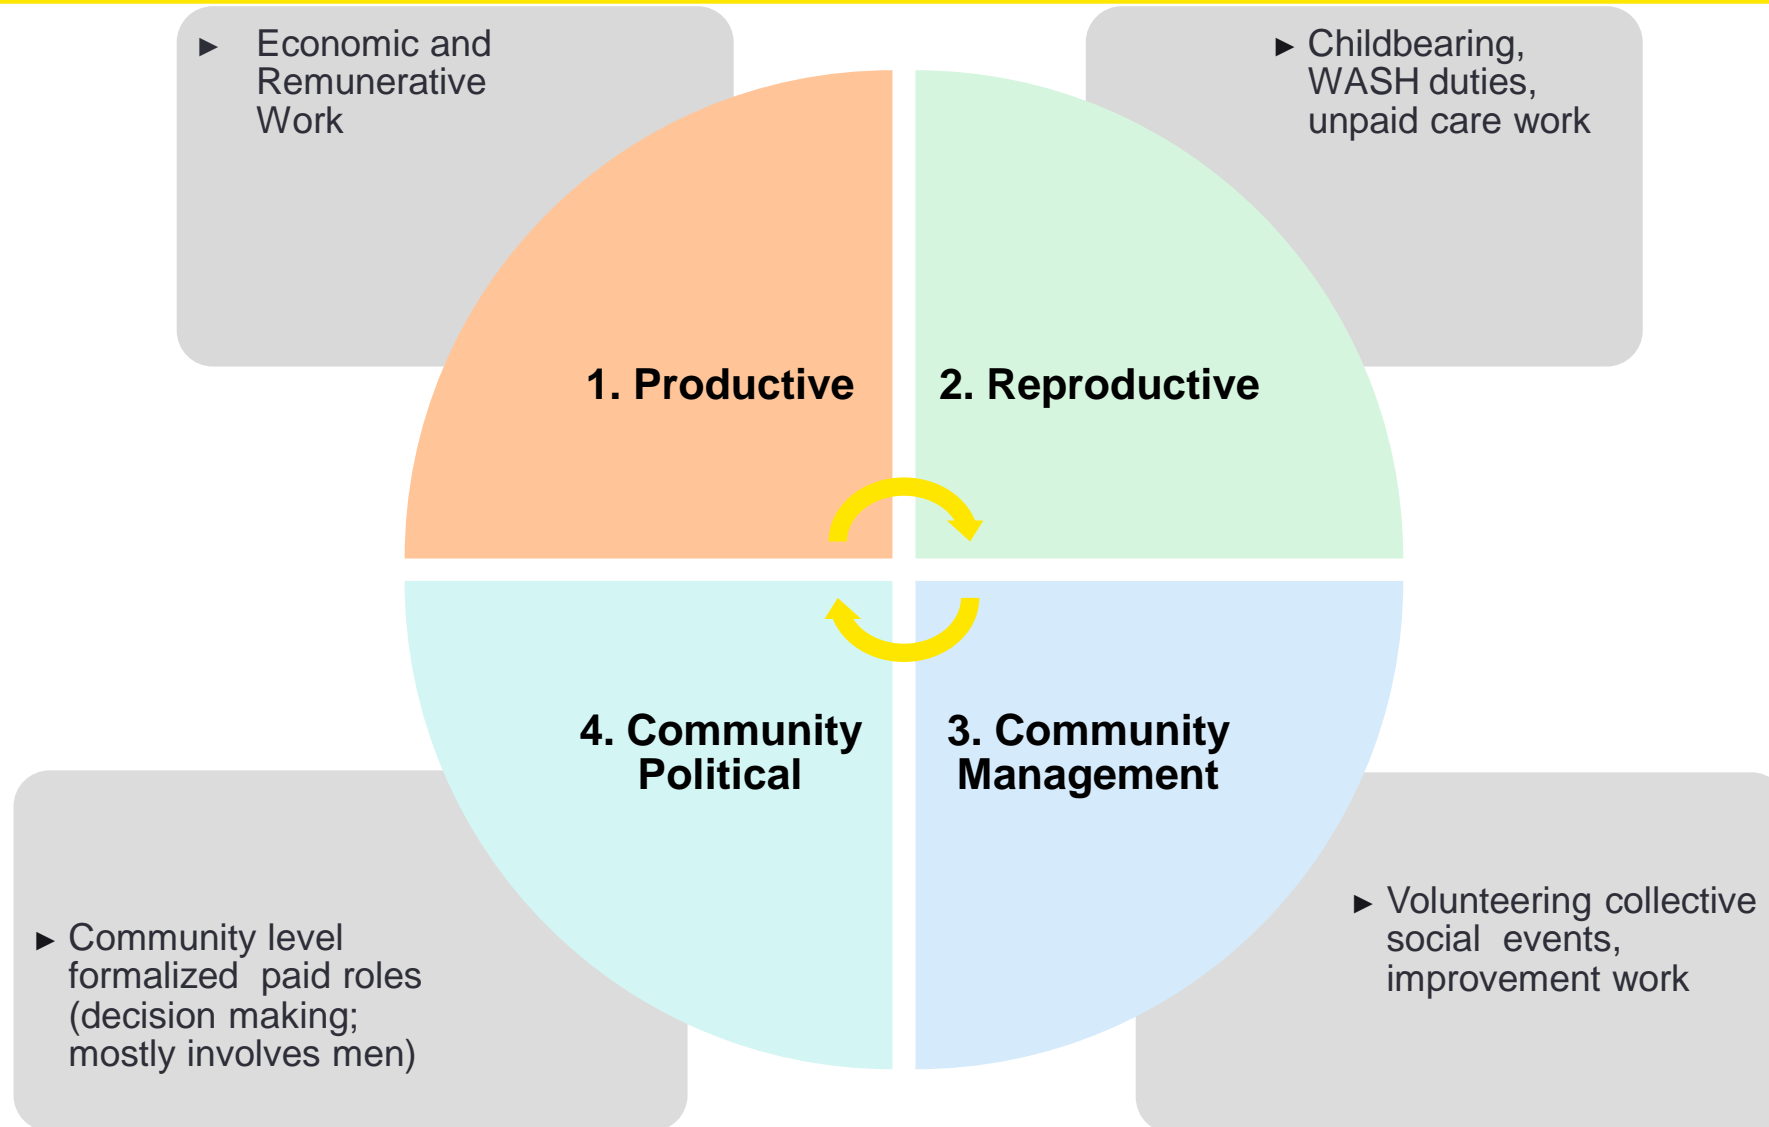 ► Economic and
Remunerative
Work
► Childbearing,
WASH duties,
unpaid care work
1. Productive
2. Reproductive
4. Community
Political
3. Community
Management
► Community level
formalized paid roles
(decision making;
mostly involves men)
► Volunteering collective
social events,
improvement work